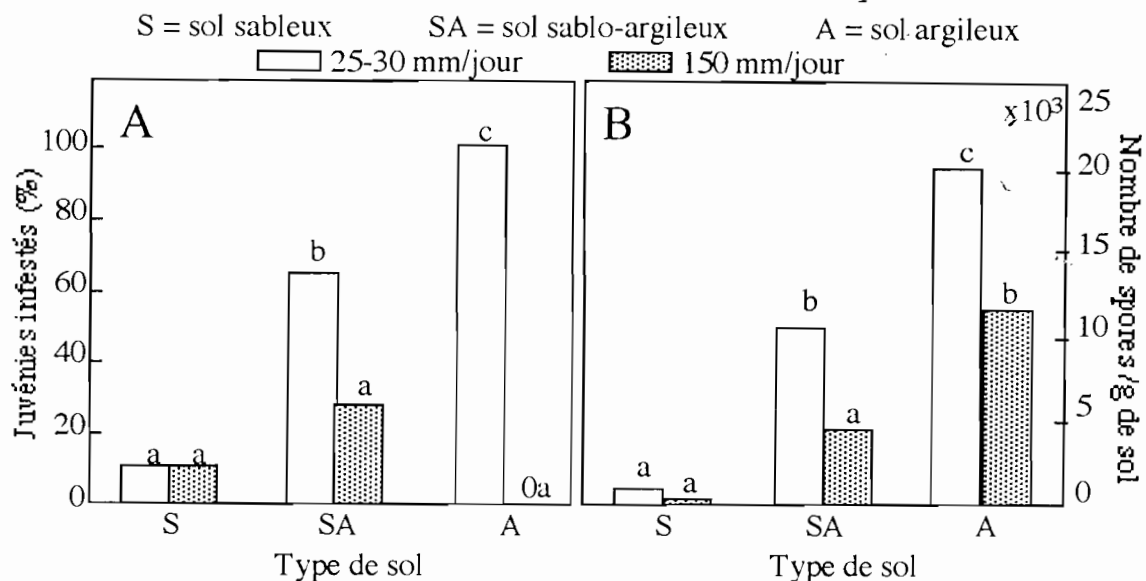 S = sol sableux SA = sol sablo-argileux A = sol argileux
25-30 mm/jour 150 mm/jour
A
Juvénies infestés (%)
100
80
60
40
20
0
a a
b
a
c
0a
S SA A
Type de sol
B
x10³
a
a
b
a
c
b
25
20
15
10
5
0
Nombre de spores/g de sol
S SA A
Type de sol